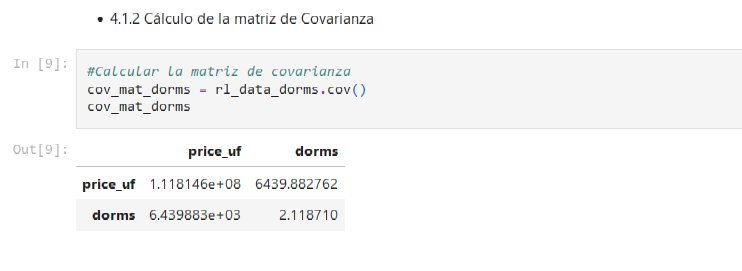 • 4.1.2 Cálculo de la matriz de Covarianza
In [9]:
#Calcular la matriz de covarianza
cov_mat_dorms = rl_data_dorms.cov()
cov_mat_dorms
Out[9]:
price_uf dorms
price_uf 1.118146e+08 6439.882762
dorms 6.439883e+03 2.118710